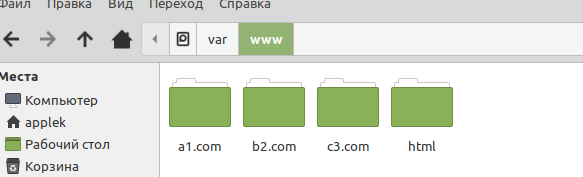 Файл Правка Вид Переход Справка
var www
Места
Компьютер
applek
Рабочий стол
Корзина
a1.com b2.com c3.com html